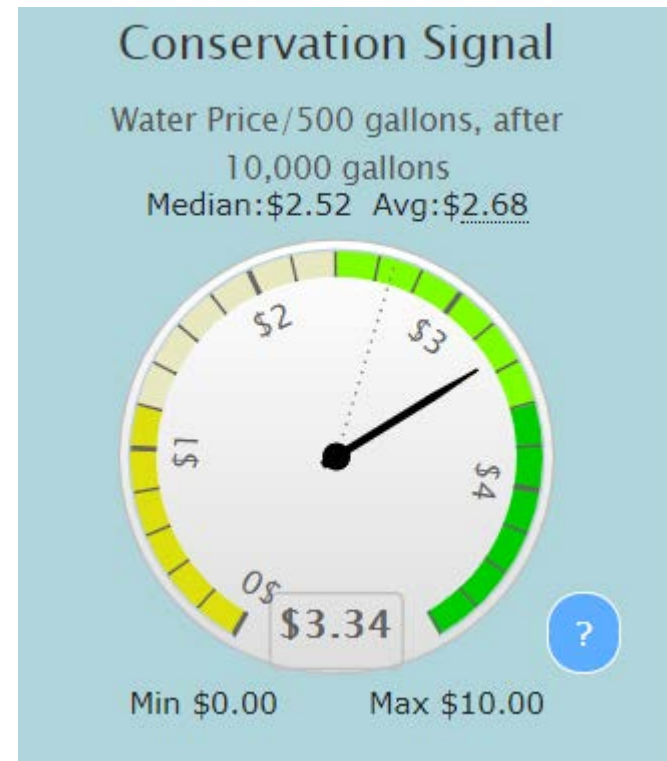 Conservation Signal
Water Price/500 gallons, after
10,000 gallons
Median:$2.52 Avg:$2.68
$0
$1
$2
$3
$4
$3.34
?
Min $0.00 Max $10.00